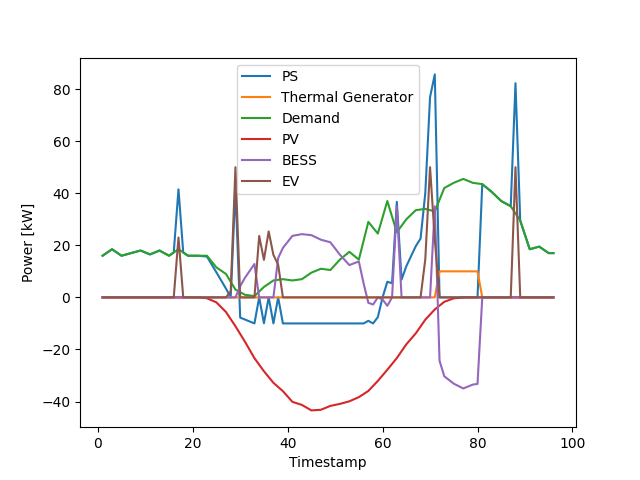 PS
Thermal Generator
Demand
PV
BESS
EV
Power [kW]
80
60
40
20
0
−20
−40
0 20 40 60 80 100
Timestamp